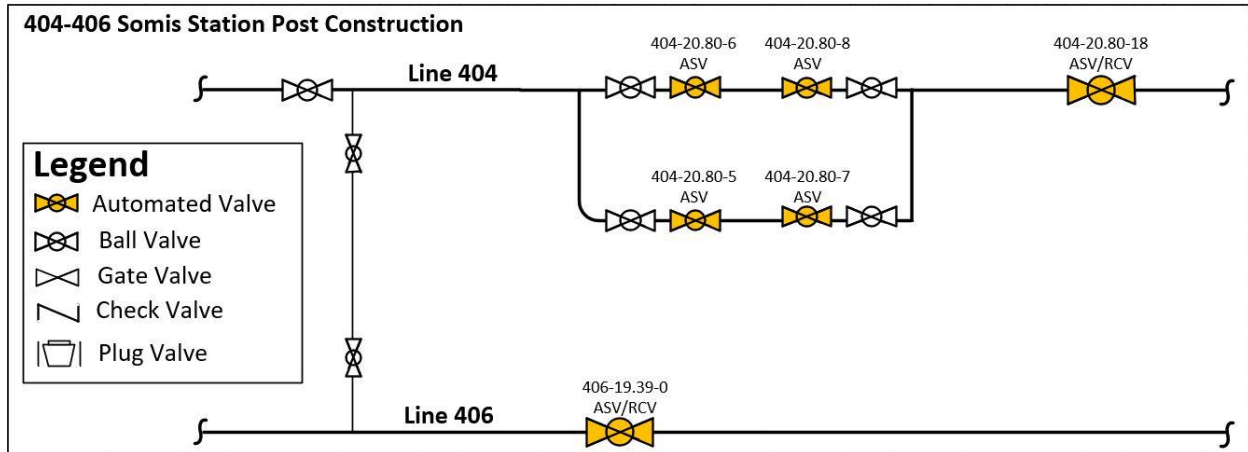 404-406 Somis Station Post Construction
404-20.80-6
ASV
404-20.80-8
ASV
404-20.80-18
ASV/RCV
Line 404
Legend
Automated Valve
Ball Valve
Gate Valve
Check Valve
Plug Valve
404-20.80-5
ASV
404-20.80-7
ASV
406-19.39-0
ASV/RCV
Line 406